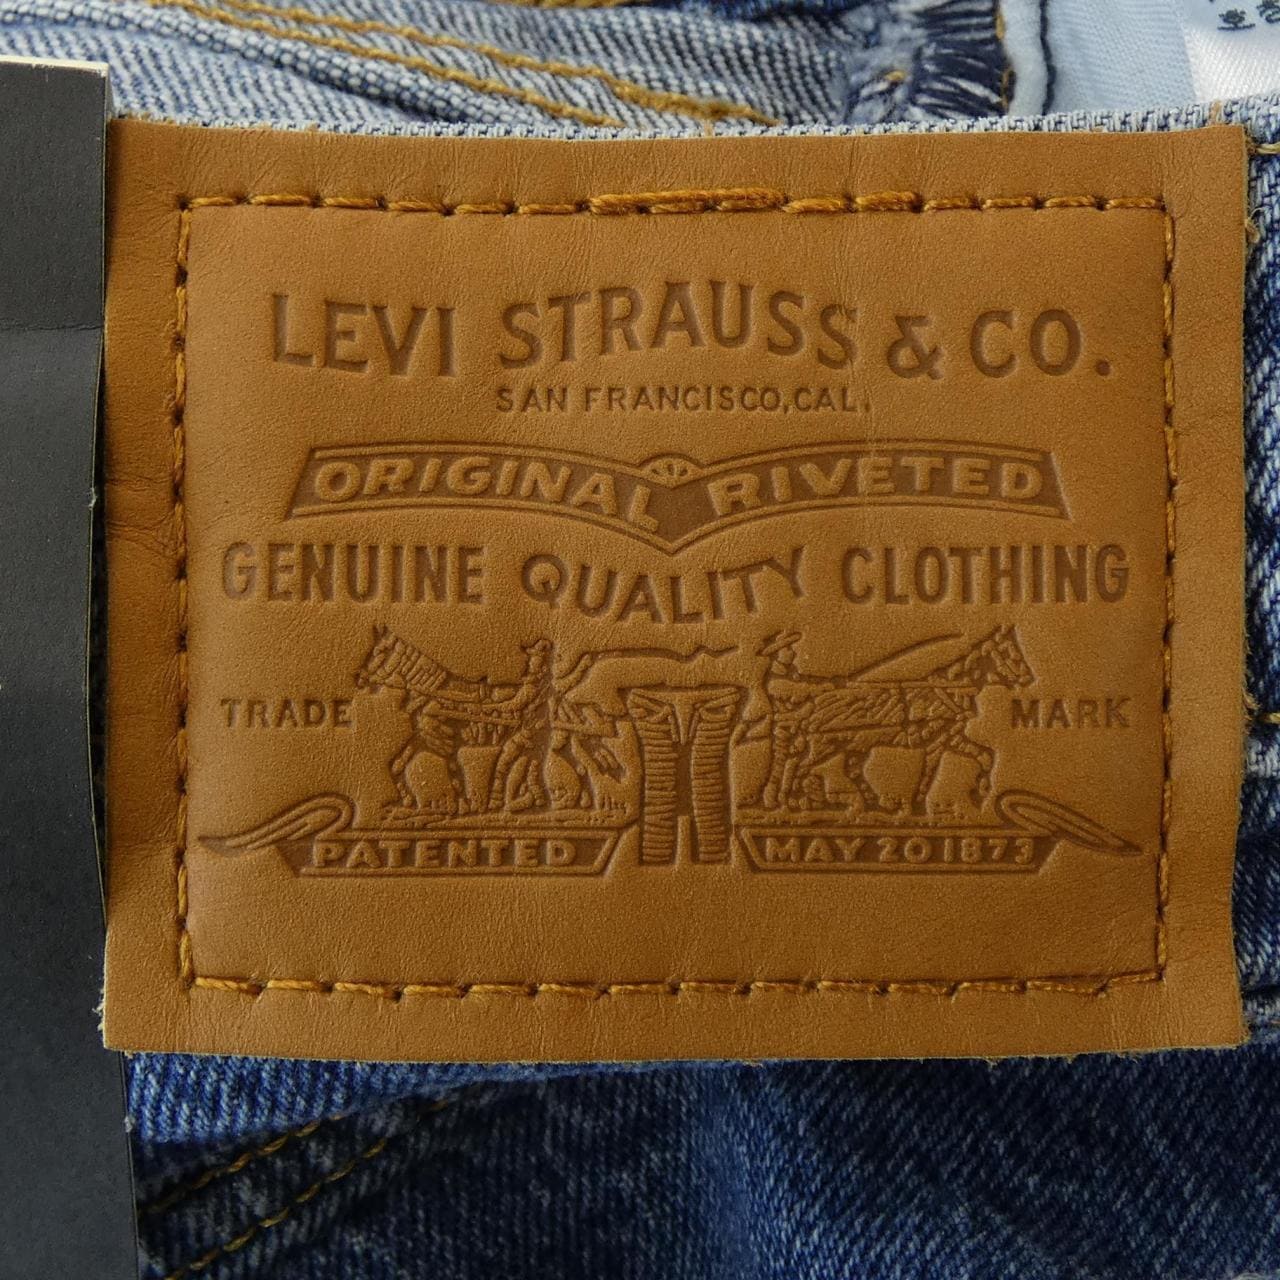 LEVI STRAUSS & CO.
SAN FRANCISCO, CAL.
ORIGINAL RIVETED
GENUINE QUALITY CLOTHING
TRADE MARK
PATENTED MAY 20 1873